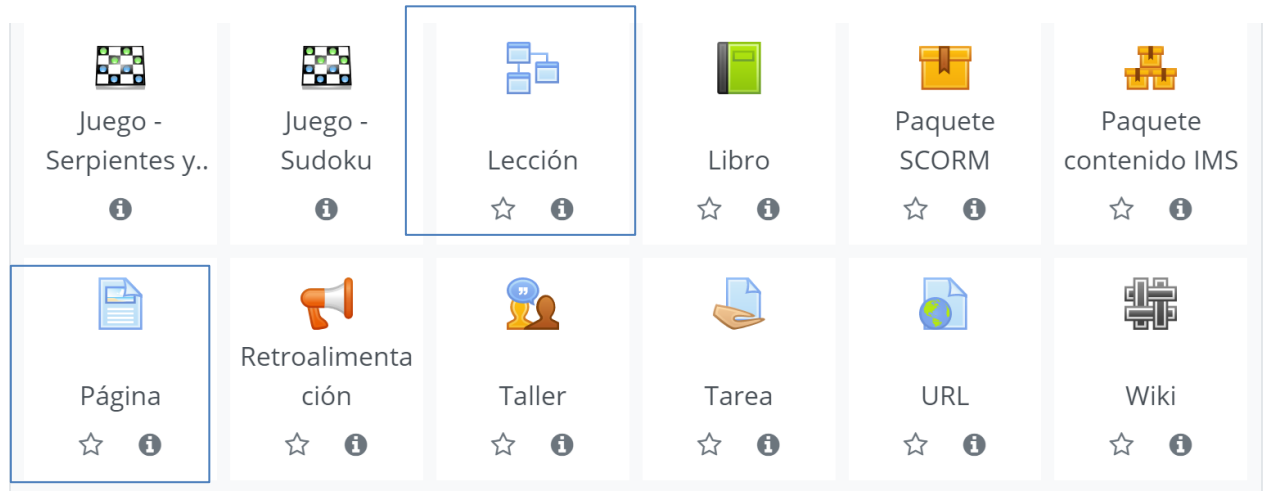 Juego -
Serpientes y..
Juego -
Sudoku
Lección
Libro
Paquete
SCORM
Paquete
contenido IMS
Página
Retroalimenta
ción
Taller
Tarea
URL
Wiki